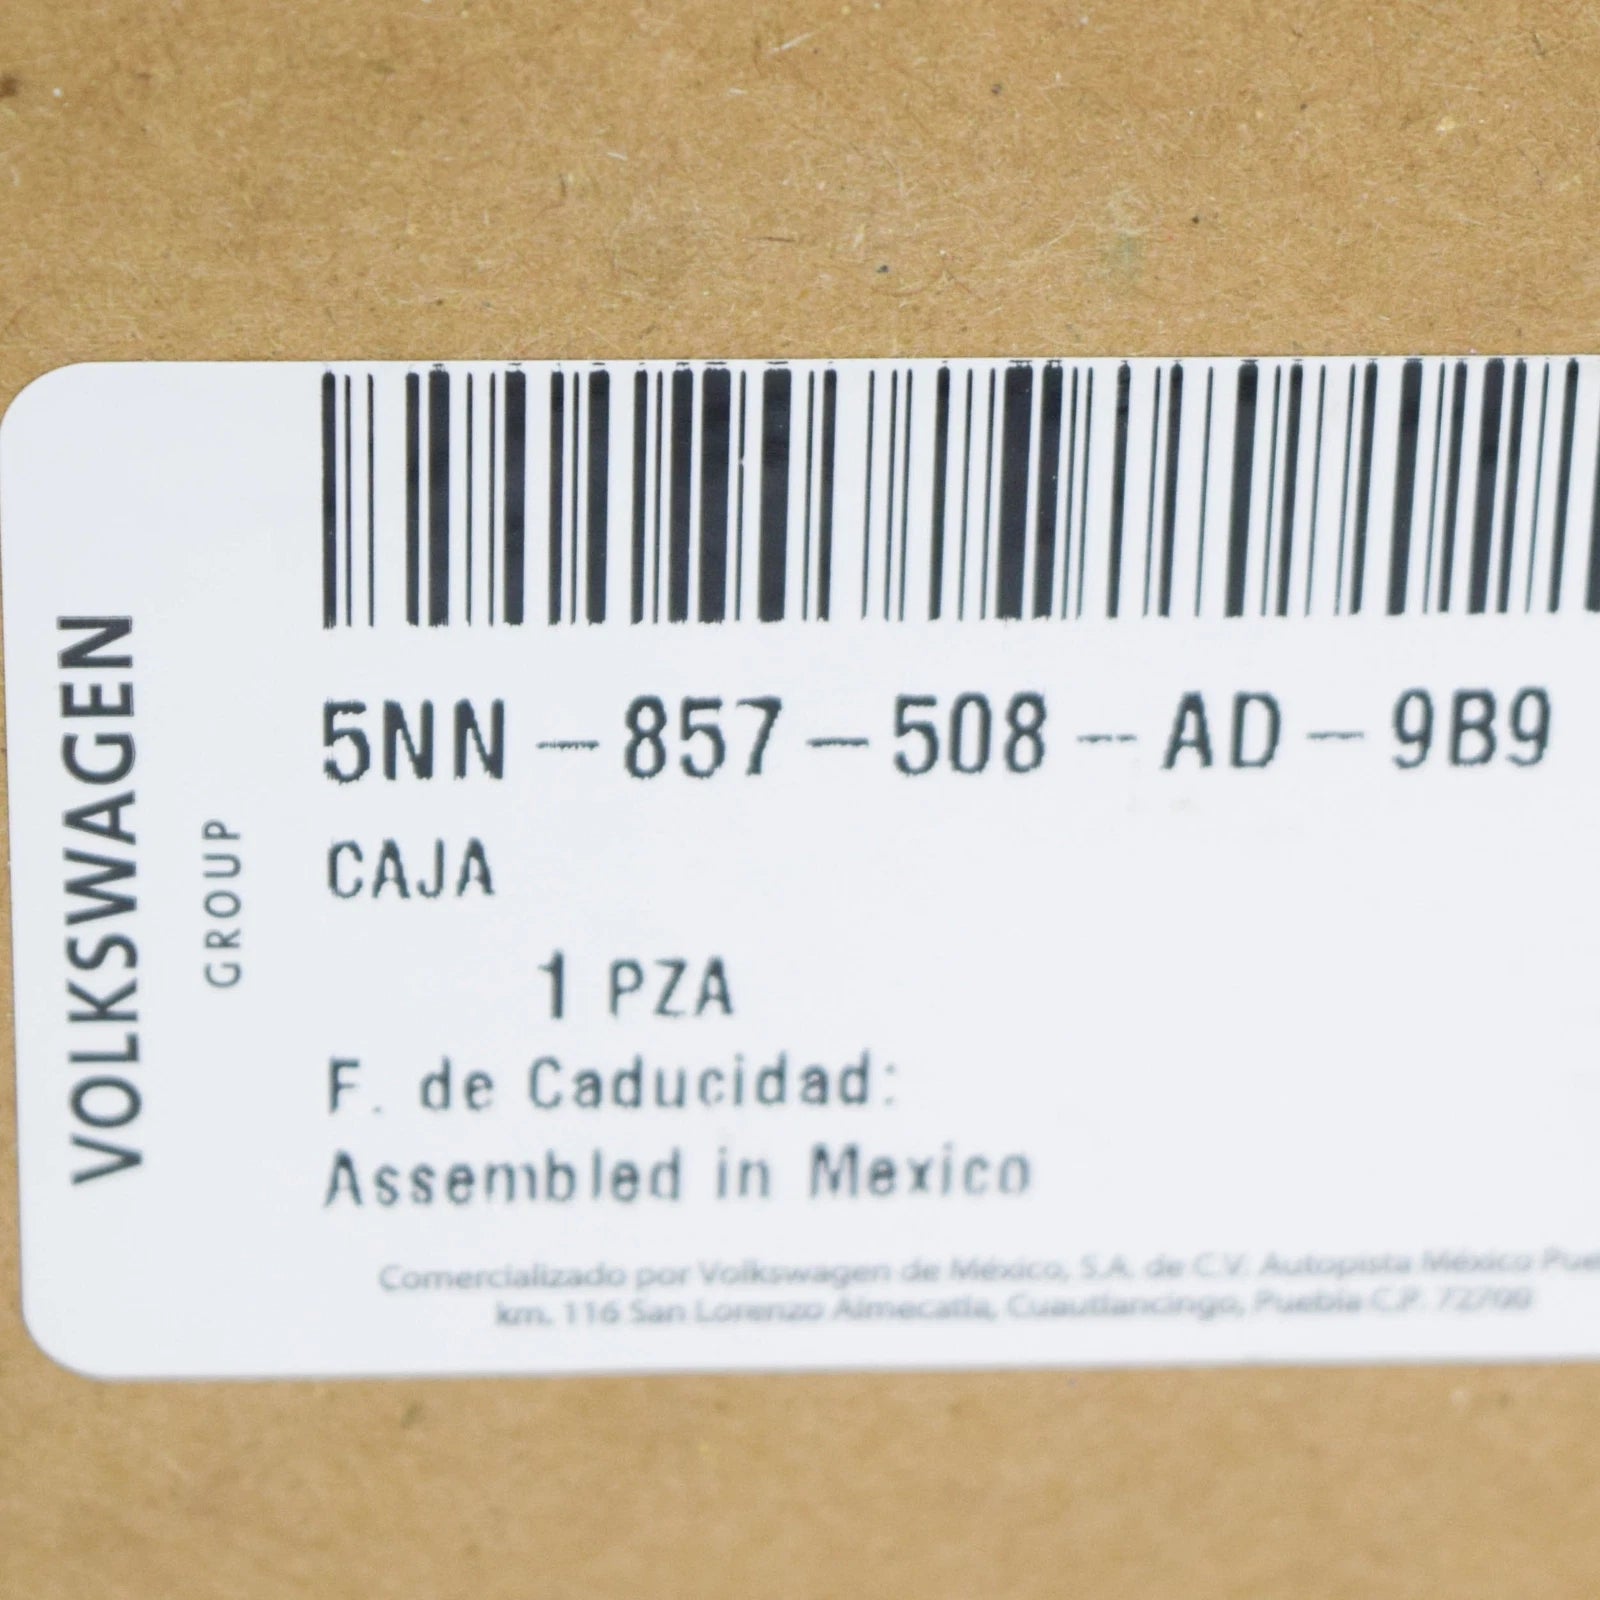 VOLKSWAGEN
GROUP
5NN-857-508-AD-9B9
CAJA
1 PZA
F. de Caducidad:
Assembled in Mexico
Comercializado por Volkswagen de México, S.A. de C.V. Autopista México
km. 116 San Lorenzo Almecatla, Cuautlancingo, Puebla C.P. 72700